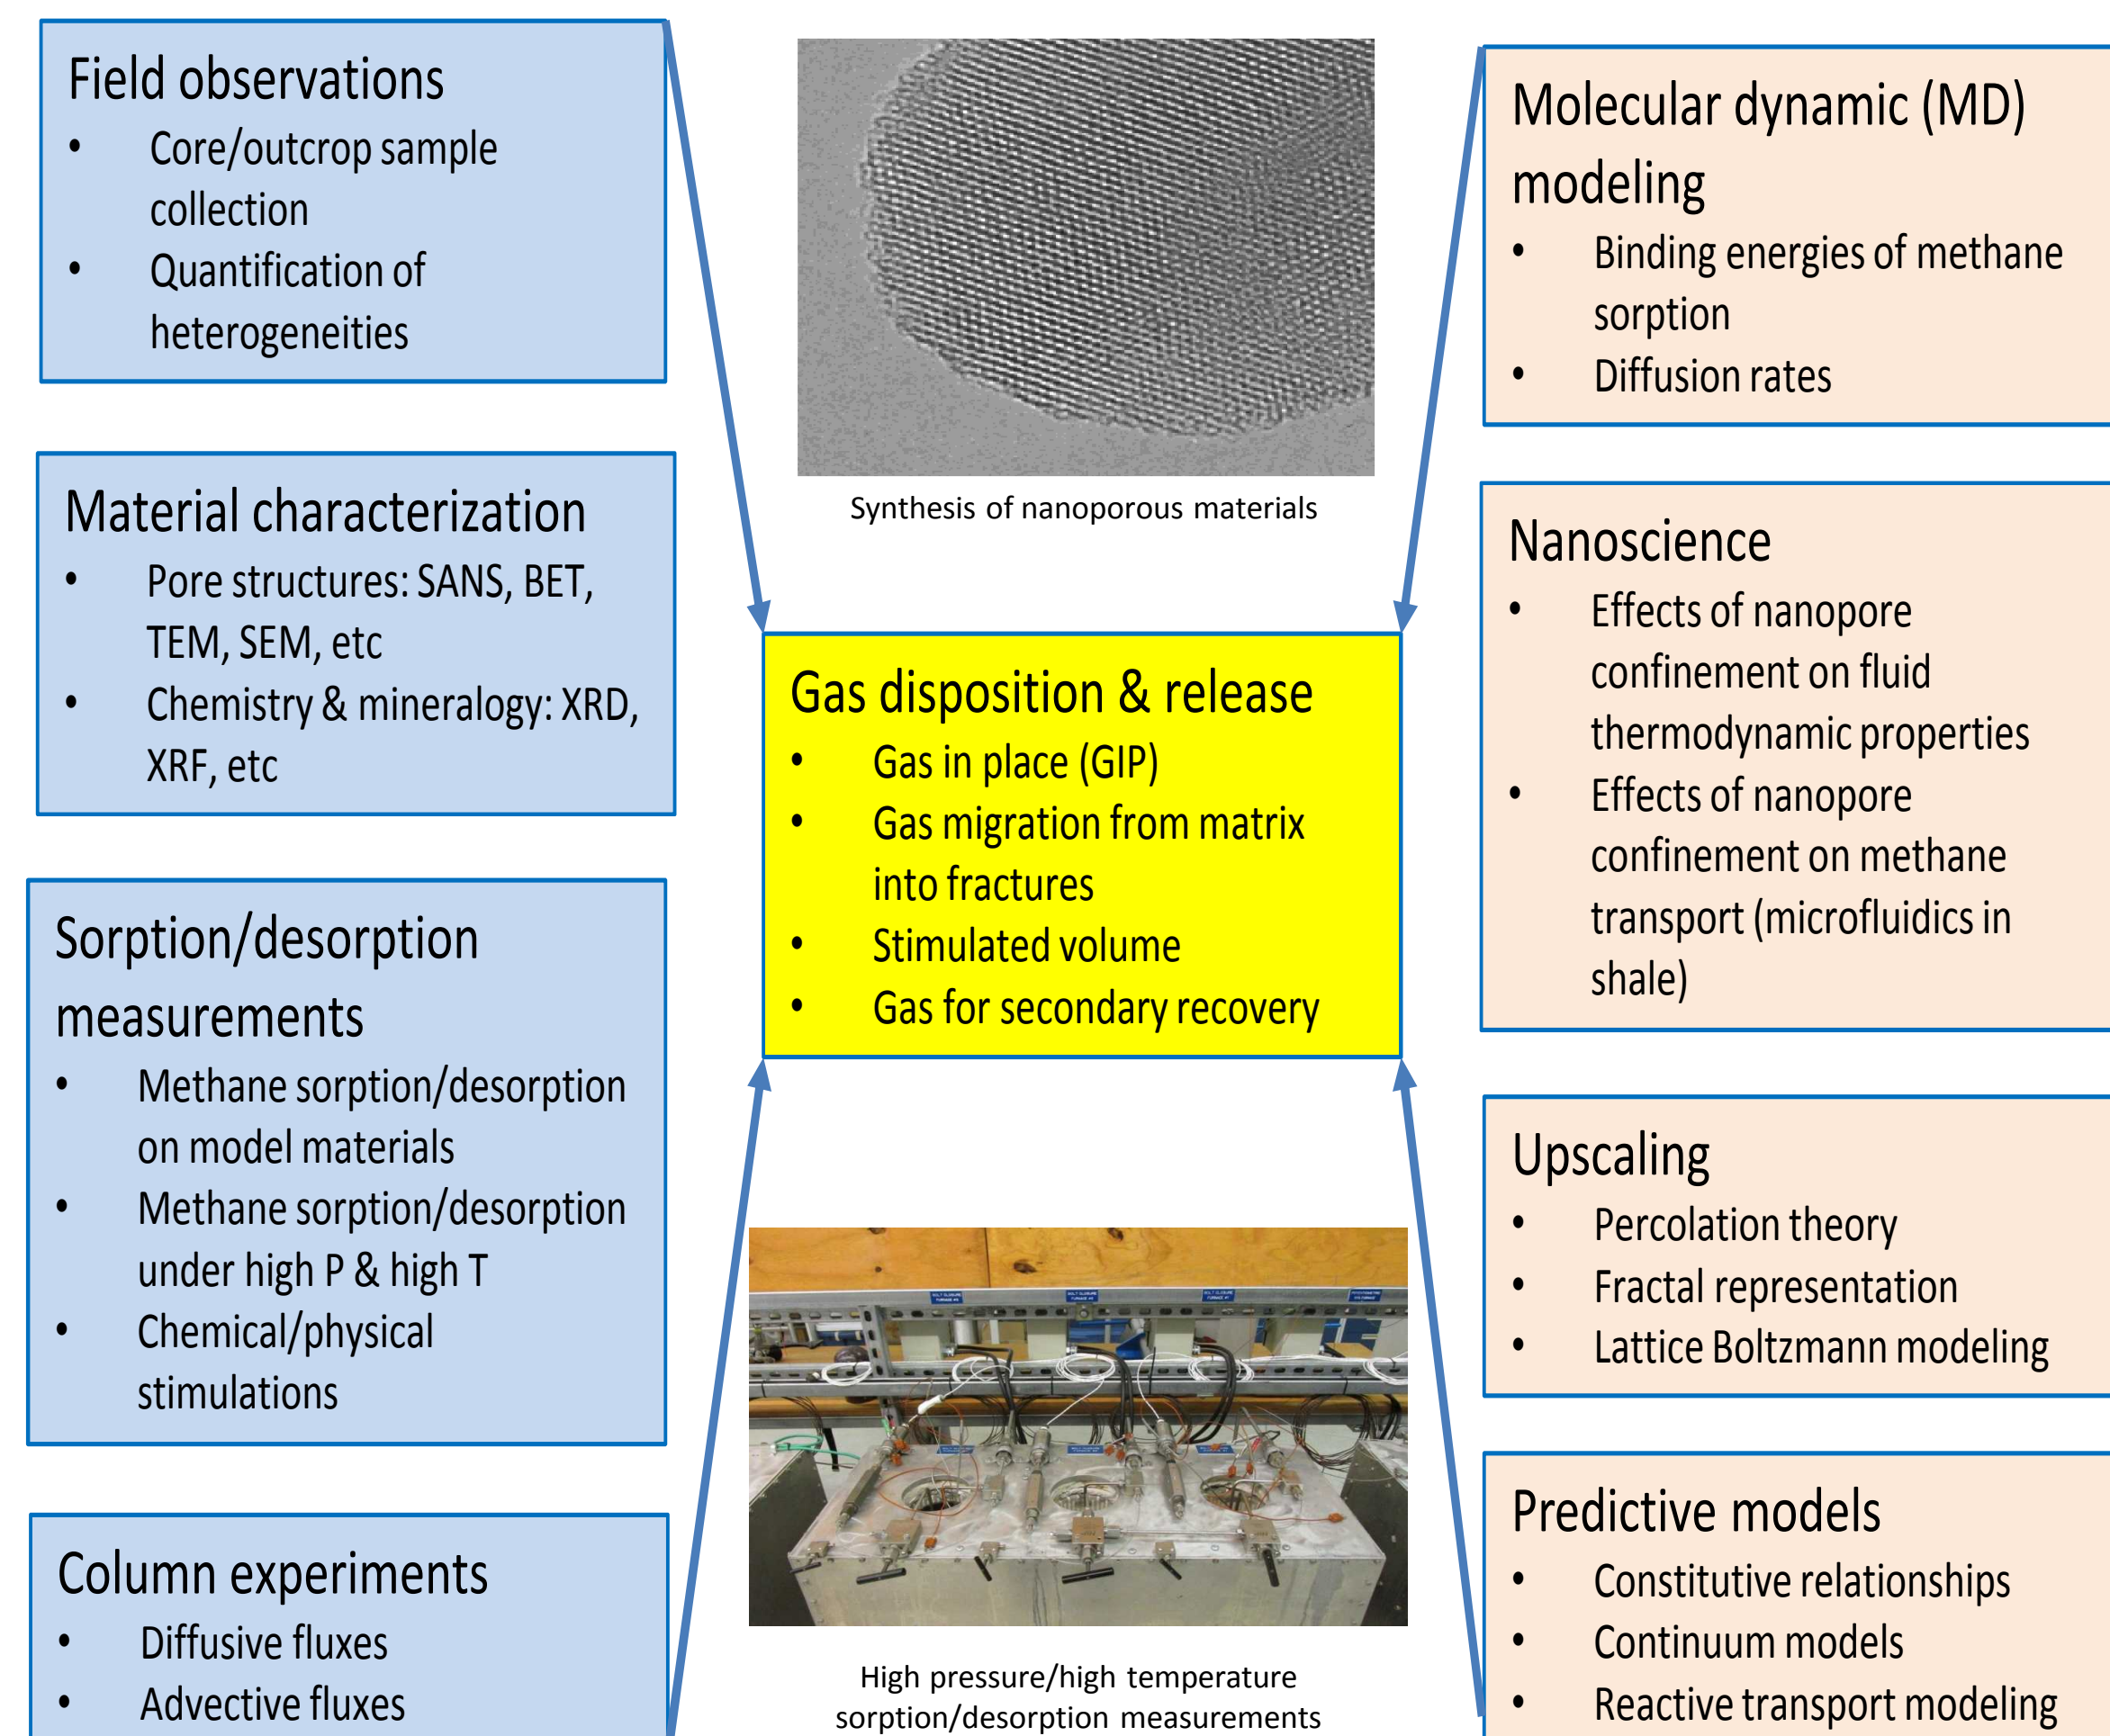 Field observations
• Core/outcrop sample
collection
• Quantification of
heterogeneities
Material characterization
• Pore structures: SANS, BET,
TEM, SEM, etc
• Chemistry & mineralogy: XRD,
XRF, etc
Sorption/desorption
measurements
• Methane sorption/desorption
on model materials
• Methane sorption/desorption
under high P & high T
• Chemical/physical
stimulations
Column experiments
• Diffusive fluxes
• Advective fluxes
Synthesis of nanoporous materials
Gas disposition & release
• Gas in place (GIP)
• Gas migration from matrix
into fractures
• Stimulated volume
• Gas for secondary recovery
High pressure/high temperature
sorption/desorption measurements
Molecular dynamic (MD)
modeling
• Binding energies of methane
sorption
• Diffusion rates
Nanoscience
• Effects of nanopore
confinement on fluid
thermodynamic properties
• Effects of nanopore
confinement on methane
transport (microfluidics in
shale)
Upscaling
• Percolation theory
• Fractal representation
• Lattice Boltzmann modeling
Predictive models
• Constitutive relationships
• Continuum models
• Reactive transport modeling